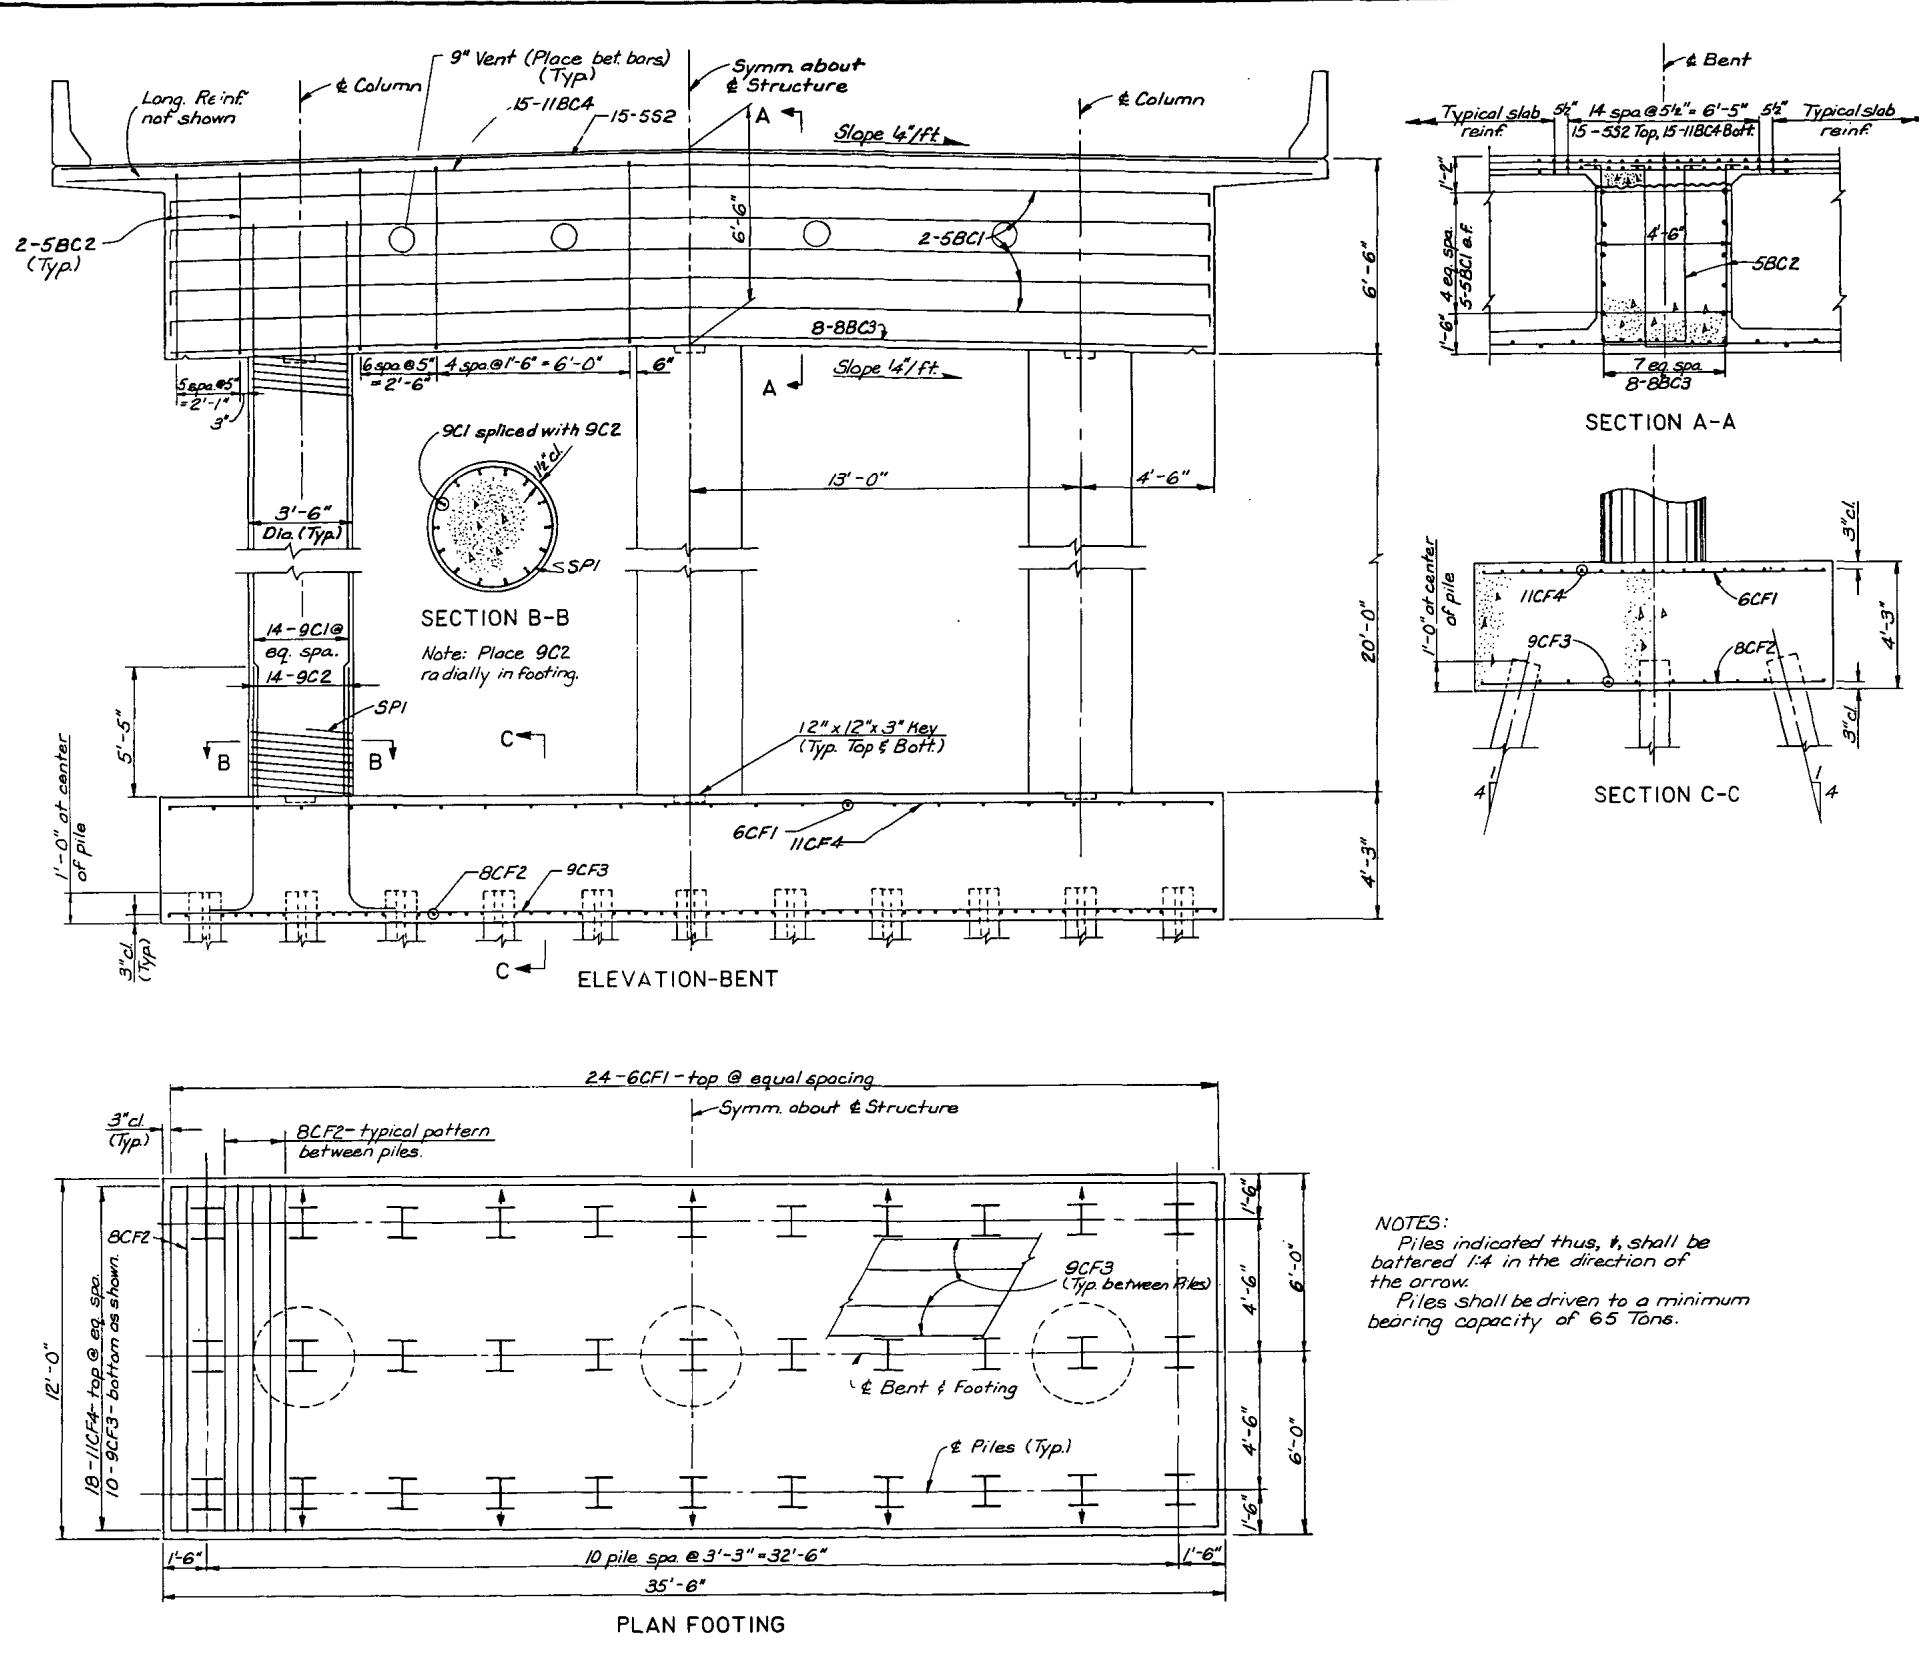 9" Vent (Place bet. bars)
(Typ.)
℄ Column
Symm. about
℄ Structure
Long. Reinf.
not shown
15-11BC4
15-5S2
A
Slope ¼"/ft.
℄ Column
2-5BC2
(Typ.)
6'-6"
2-5BC1
6'-6"
8-8BC3
Slope ¼"/ft.
A
5 spa. @ 5"
= 2'-1"
3"
6 spa @ 5"
= 2'-6"
4 spa. @ 1'-6" = 6'-0"
6"
9C1 spliced with 9C2
1½" cl.
SP1
SECTION B-B
Note: Place 9C2
radially in footing.
3'-6"
Dia. (Typ.)
13'-0"
4'-6"
14-9C1 @
eq. spa.
14-9C2
SP1
5'-5"
B
B
C
12" x 12" x 3" Key
(Typ. Top & Bott.)
20'-0"
1'-0" at center
of pile
6CF1
11CF4
8CF2
9CF3
4'-3"
3" cl.
(Typ.)
C
ELEVATION-BENT
℄ Bent
Typical slab
reinf.
5½"
14 spa @ 5½" = 6'-5"
15-5S2 Top, 15-11BC4 Bott.
5½"
Typical slab
reinf.
1'-2"
4 eq. spa.
5-5BC1 e.f.
1'-6"
4'-6"
5BC2
7 eq. spa.
8-8BC3
SECTION A-A
3" cl.
1'-0" at center
of pile
11CF4
6CF1
9CF3
8CF2
4'-3"
3" cl.
1
4
1
4
SECTION C-C
24-6CF1-top @ equal spacing
Symm. about ℄ Structure
3" cl.
(Typ.)
8CF2-typical pattern
between piles.
8CF2
18-11CF4-top @ eq. spa.
10-9CF3-bottom as shown.
12'-0"
9CF3
(Typ. between Piles)
℄ Bent & Footing
℄ Piles (Typ.)
1'-6"
4'-6"
4'-6"
1'-6"
6'-0"
6'-0"
1'-6"
10 pile spa. @ 3'-3" = 32'-6"
1'-6"
35'-6"
PLAN FOOTING
NOTES:
Piles indicated thus, , shall be
battered 1:4 in the direction of
the arrow.
Piles shall be driven to a minimum
bearing capacity of 65 Tons.